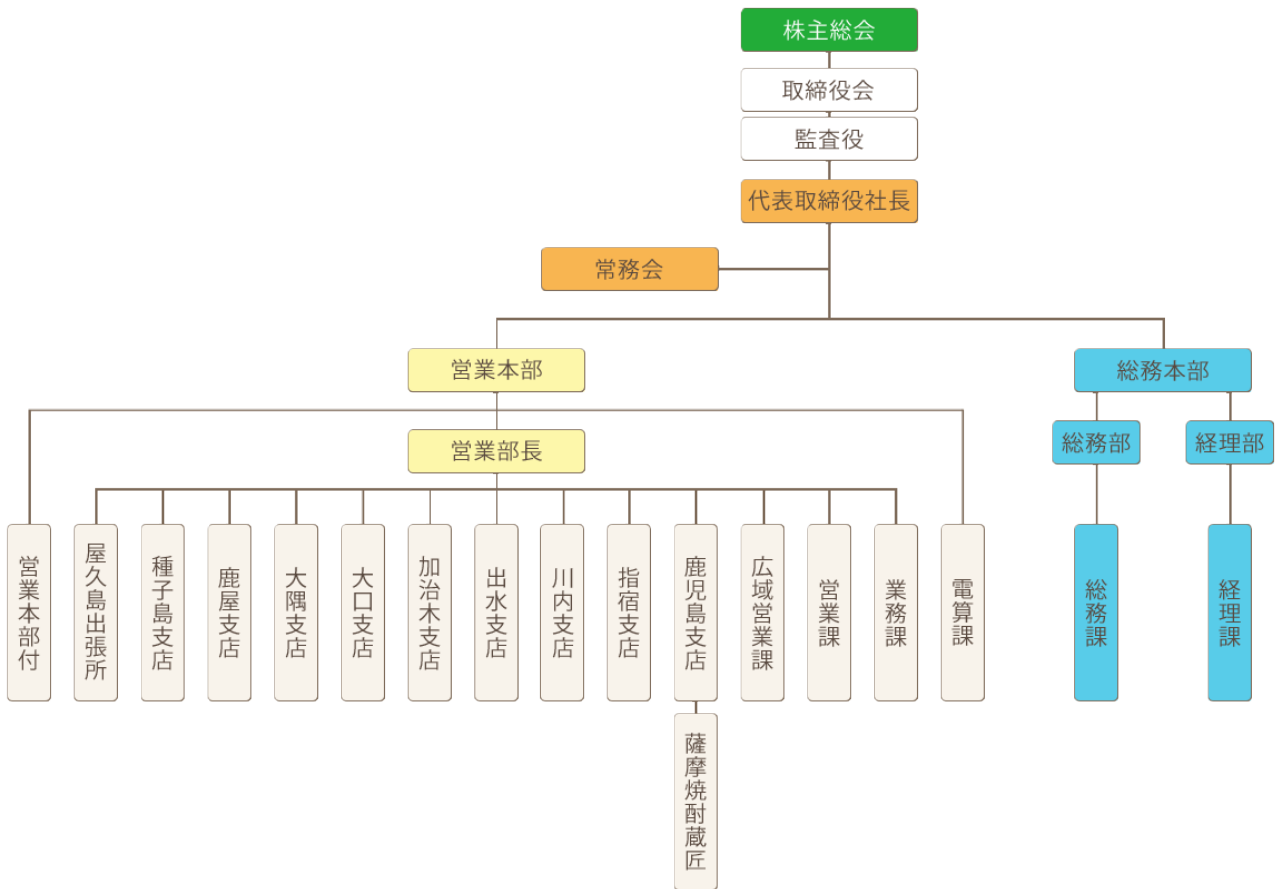 株主総会
取締役会
監査役
代表取締役社長
常務会
営業本部
総務本部
営業部長
総務部
経理部
営業本部付
屋久島出張所
種子島支店
鹿屋支店
大隅支店
大口支店
加治木支店
出水支店
川内支店
指宿支店
鹿児島支店
広域営業課
営業課
業務課
電算課
総務課
経理課
薩摩焼酎蔵匠